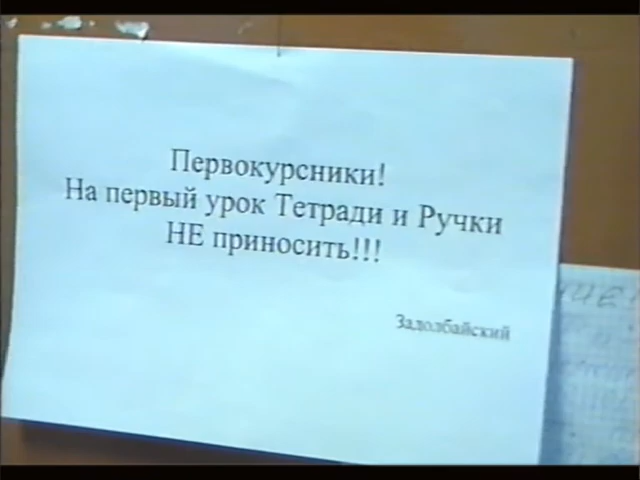 Первокурсники!
На первый урок Тетради и Ручки
НЕ приносить!!!
Задолбайский